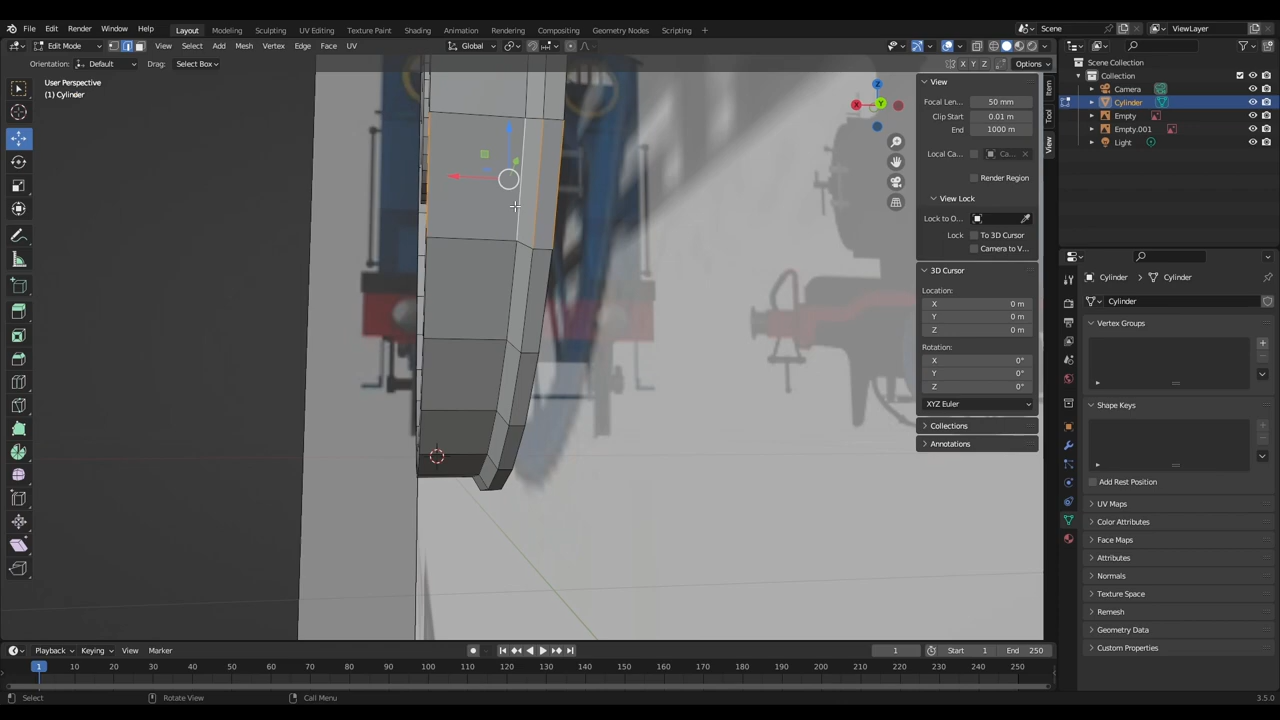 File Edit Render Window Help Layout Modeling Sculpting UV Editing Texture Paint Shading Animation Rendering Compositing Geometry Nodes Scripting + Scene ViewLayer
Edit Mode View Select Add Mesh Vertex Edge Face UV Global
Orientation: Default Drag: Select Box X Y Z Options
User Perspective
(1) Cylinder
Z
X
Y
View
Focal Len... 50 mm
Clip Start 0.01 m
End 1000 m
Local Ca... Ca...
Render Region
View Lock
Lock to O...
Lock To 3D Cursor
Camera to V...
3D Cursor
Location:
X 0 m
Y 0 m
Z 0 m
Rotation:
X 0°
Y 0°
Z 0°
XYZ Euler
Collections
Annotations
Item
Tool
View
Scene Collection
Collection
Camera
Cylinder
Empty
Empty.001
Light
Cylinder > Cylinder
Cylinder
Vertex Groups
Shape Keys
Add Rest Position
UV Maps
Color Attributes
Face Maps
Attributes
Normals
Texture Space
Remesh
Geometry Data
Custom Properties
Playback Keying View Marker 1 Start 1 End 250
1 10 20 30 40 50 60 70 80 90 100 110 120 130 140 150 160 170 180 190 200 210 220 230 240 250
Select Rotate View Call Menu 3.5.0